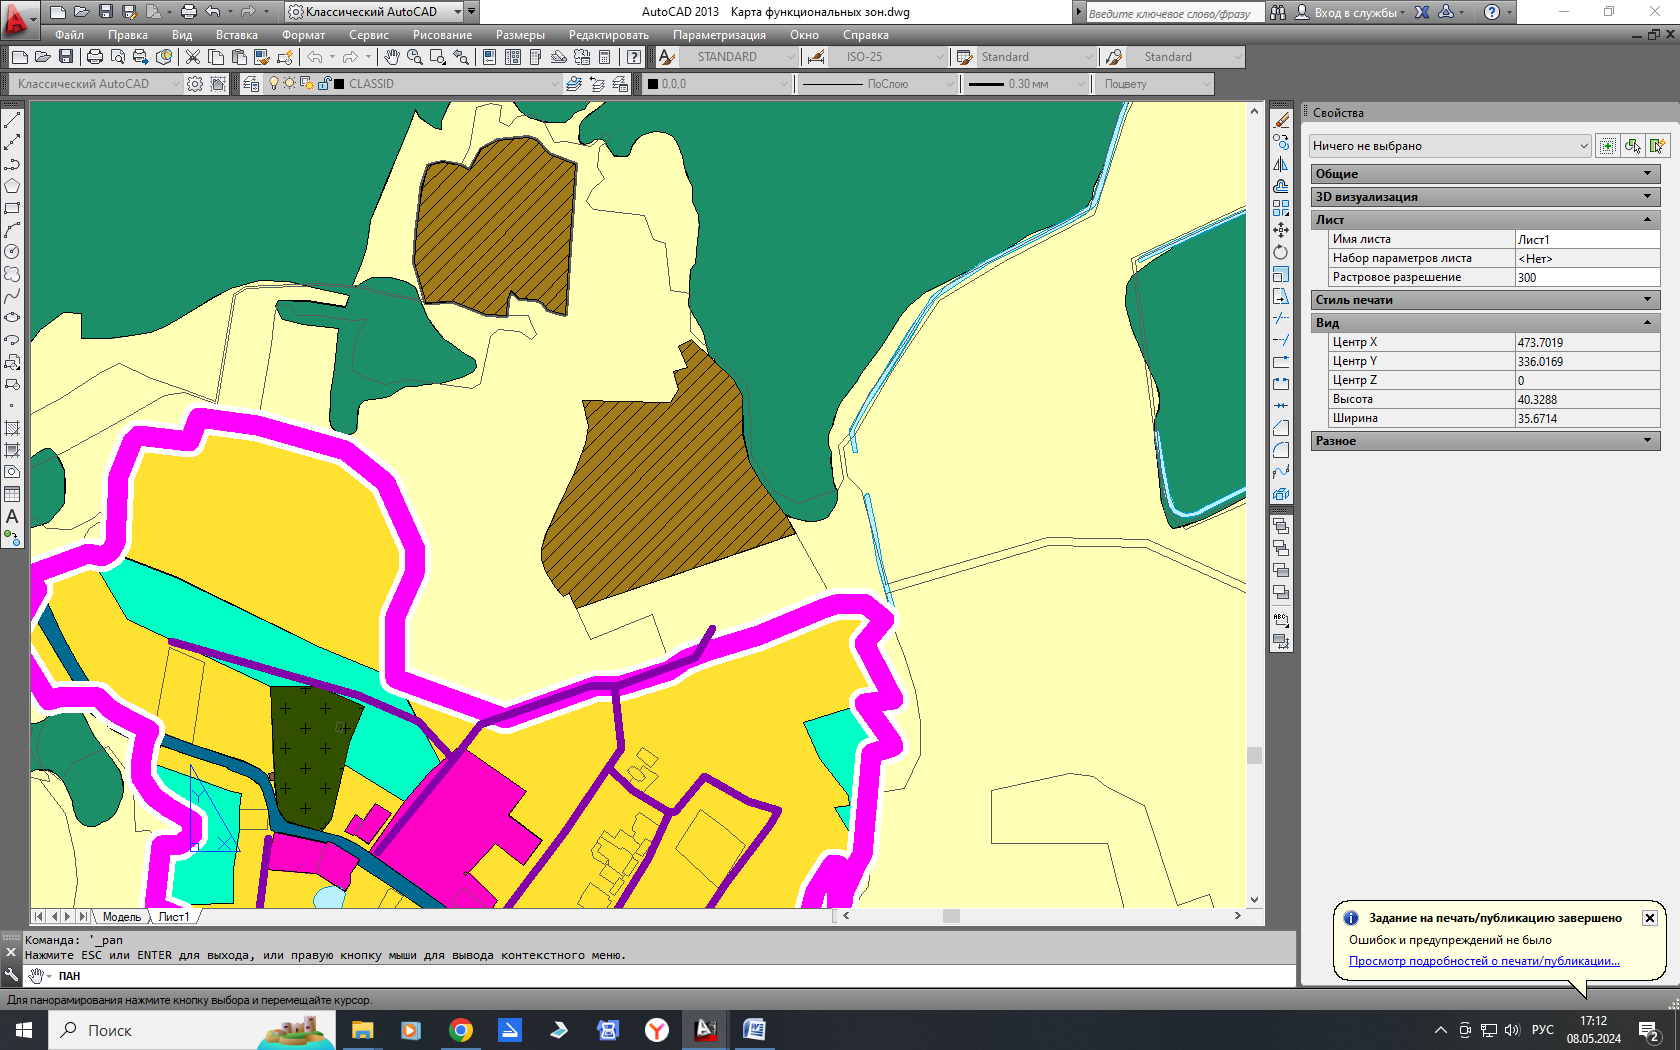 Классический AutoCAD
AutoCAD 2013 Карта функциональных зон.dwg
Введите ключевое слово/фразу
Вход в службы
Файл Правка Вид Вставка Формат Сервис Рисование Размеры Редактировать Параметризация Окно Справка
STANDARD ISO-25 Standard Standard
Классический AutoCAD CLASSID 0,0,0 ПоСлою 0.30 мм Поцвету
Свойства
Ничего не выбрано
Общие
3D визуализация
Лист
Имя листа Лист1
Набор параметров листа <Нет>
Растровое разрешение 300
Стиль печати
Вид
Центр X 473.7019
Центр Y 336.0169
Центр Z 0
Высота 40.3288
Ширина 35.6714
Разное
A
ABC
Y
X
Модель Лист1
Команда: '_pan
Нажмите ESC или ENTER для выхода, или правую кнопку мыши для вывода контекстного меню.
ПАН
Для панорамирования нажмите кнопку выбора и перемещайте курсор.
Задание на печать/публикацию завершено
Ошибок и предупреждений не было
Просмотр подробностей о печати/публикации...
Поиск
РУС
17:12
08.05.2024
2